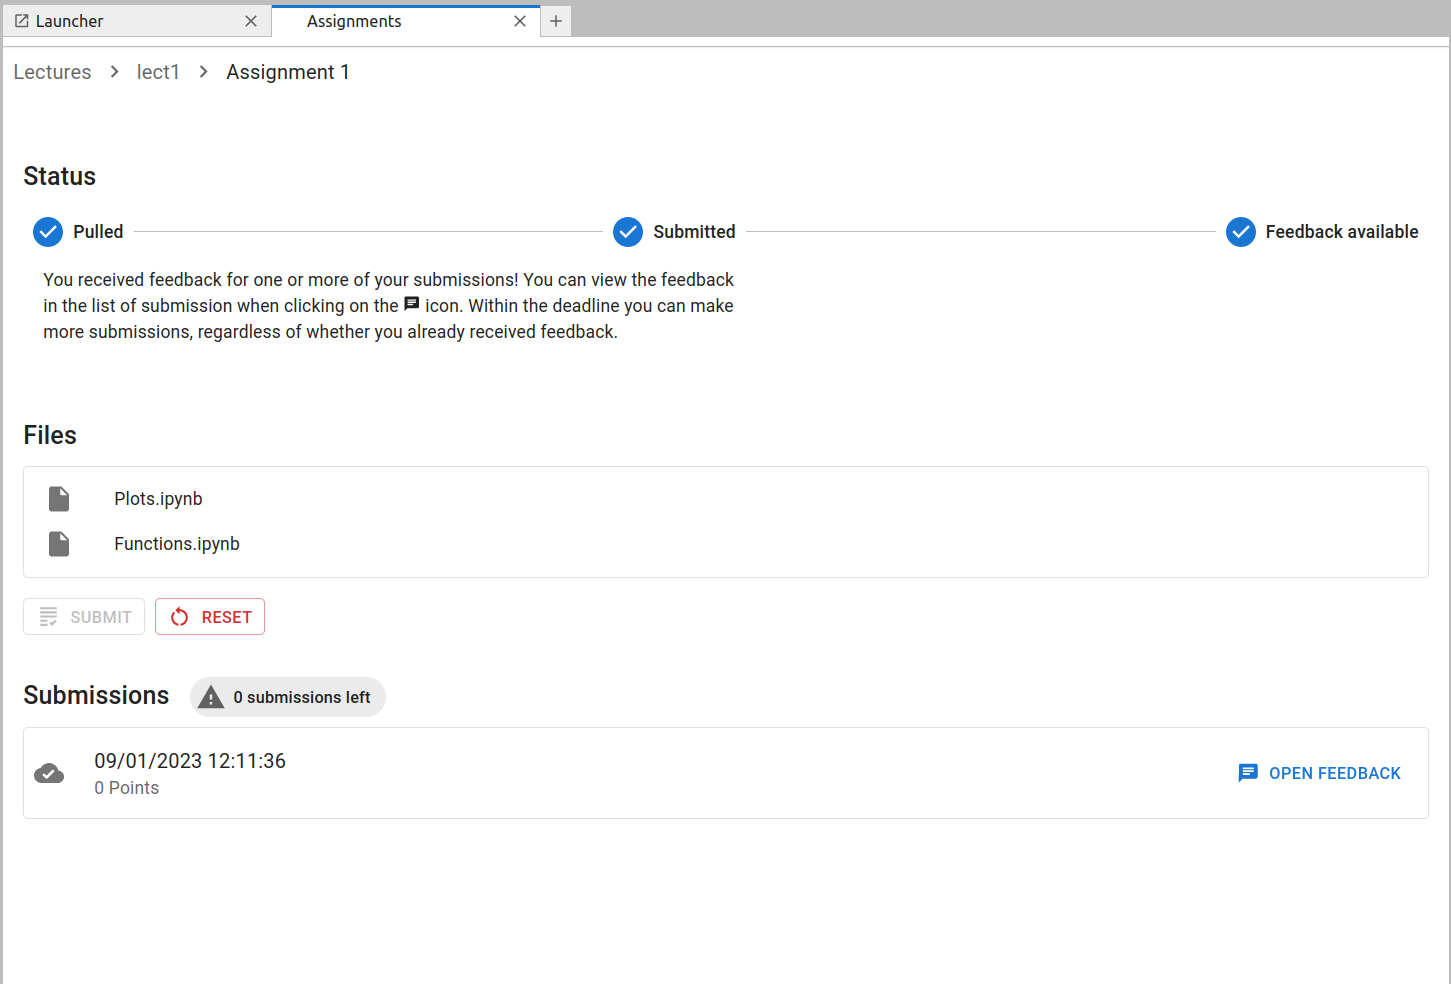 Launcher
Assignments
Lectures > lect1 > Assignment 1
Status
Pulled
Submitted
Feedback available
You received feedback for one or more of your submissions! You can view the feedback
in the list of submission when clicking on the icon. Within the deadline you can make
more submissions, regardless of whether you already received feedback.
Files
Plots.ipynb
Functions.ipynb
SUBMIT
RESET
Submissions
0 submissions left
09/01/2023 12:11:36
0 Points
OPEN FEEDBACK